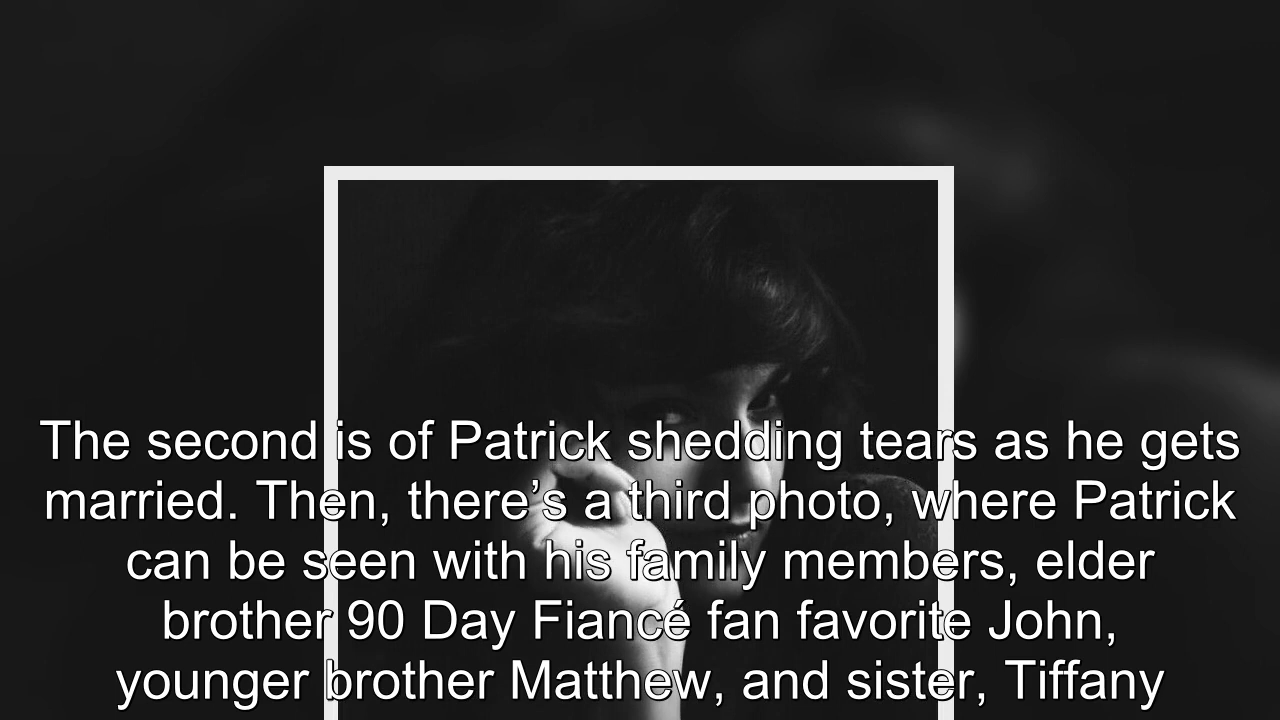 The second is of Patrick shedding tears as he gets
married. Then, there’s a third photo, where Patrick
can be seen with his family members, elder
brother 90 Day Fiancé fan favorite John,
younger brother Matthew, and sister, Tiffany